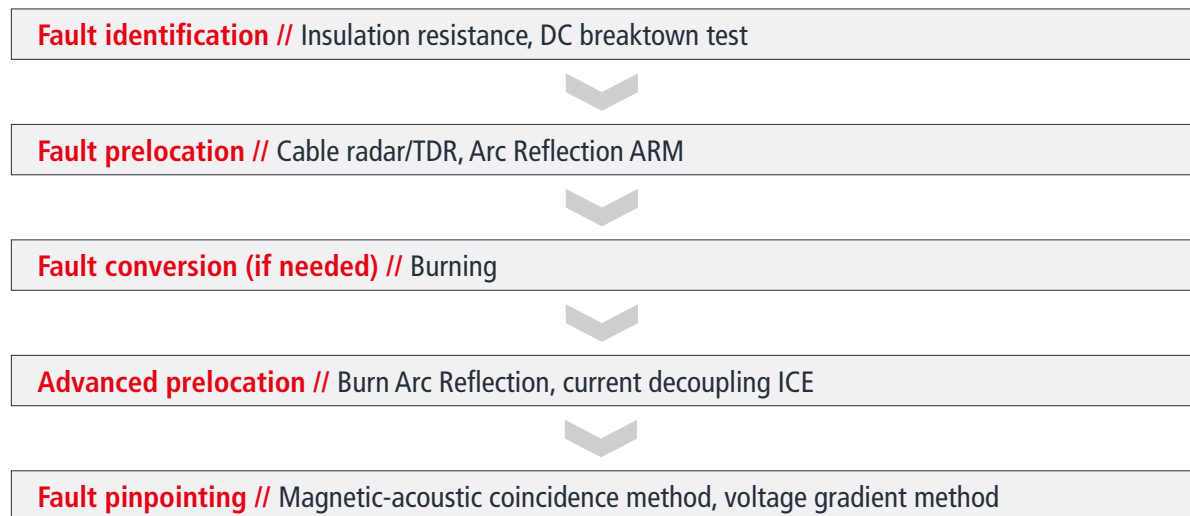 Fault identification // Insulation resistance, DC breaktown test
Fault prelocation // Cable radar/TDR, Arc Reflection ARM
Fault conversion (if needed) // Burning
Advanced prelocation // Burn Arc Reflection, current decoupling ICE
Fault pinpointing // Magnetic-acoustic coincidence method, voltage gradient method